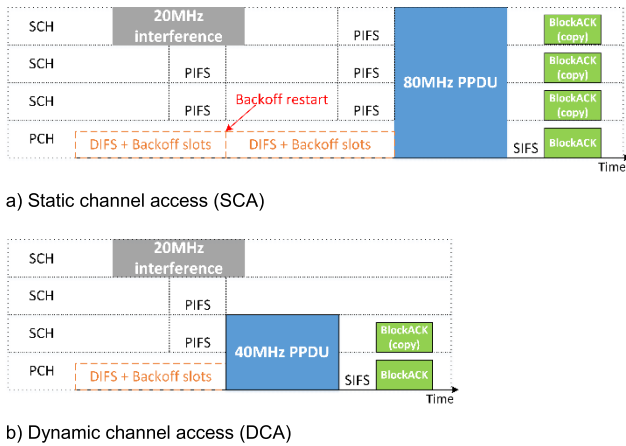 SCH
20MHz
interference
PIFS
BlockACK
(copy)
SCH
PIFS
PIFS
80MHz PPDU
BlockACK
(copy)
SCH
PIFS
Backoff restart
PIFS
BlockACK
(copy)
PCH
DIFS + Backoff slots
DIFS + Backoff slots
SIFS
BlockACK
Time
a) Static channel access (SCA)
SCH
20MHz
interference
SCH
PIFS
SCH
PIFS
40MHz PPDU
BlockACK
(copy)
PCH
DIFS + Backoff slots
SIFS
BlockACK
Time
b) Dynamic channel access (DCA)